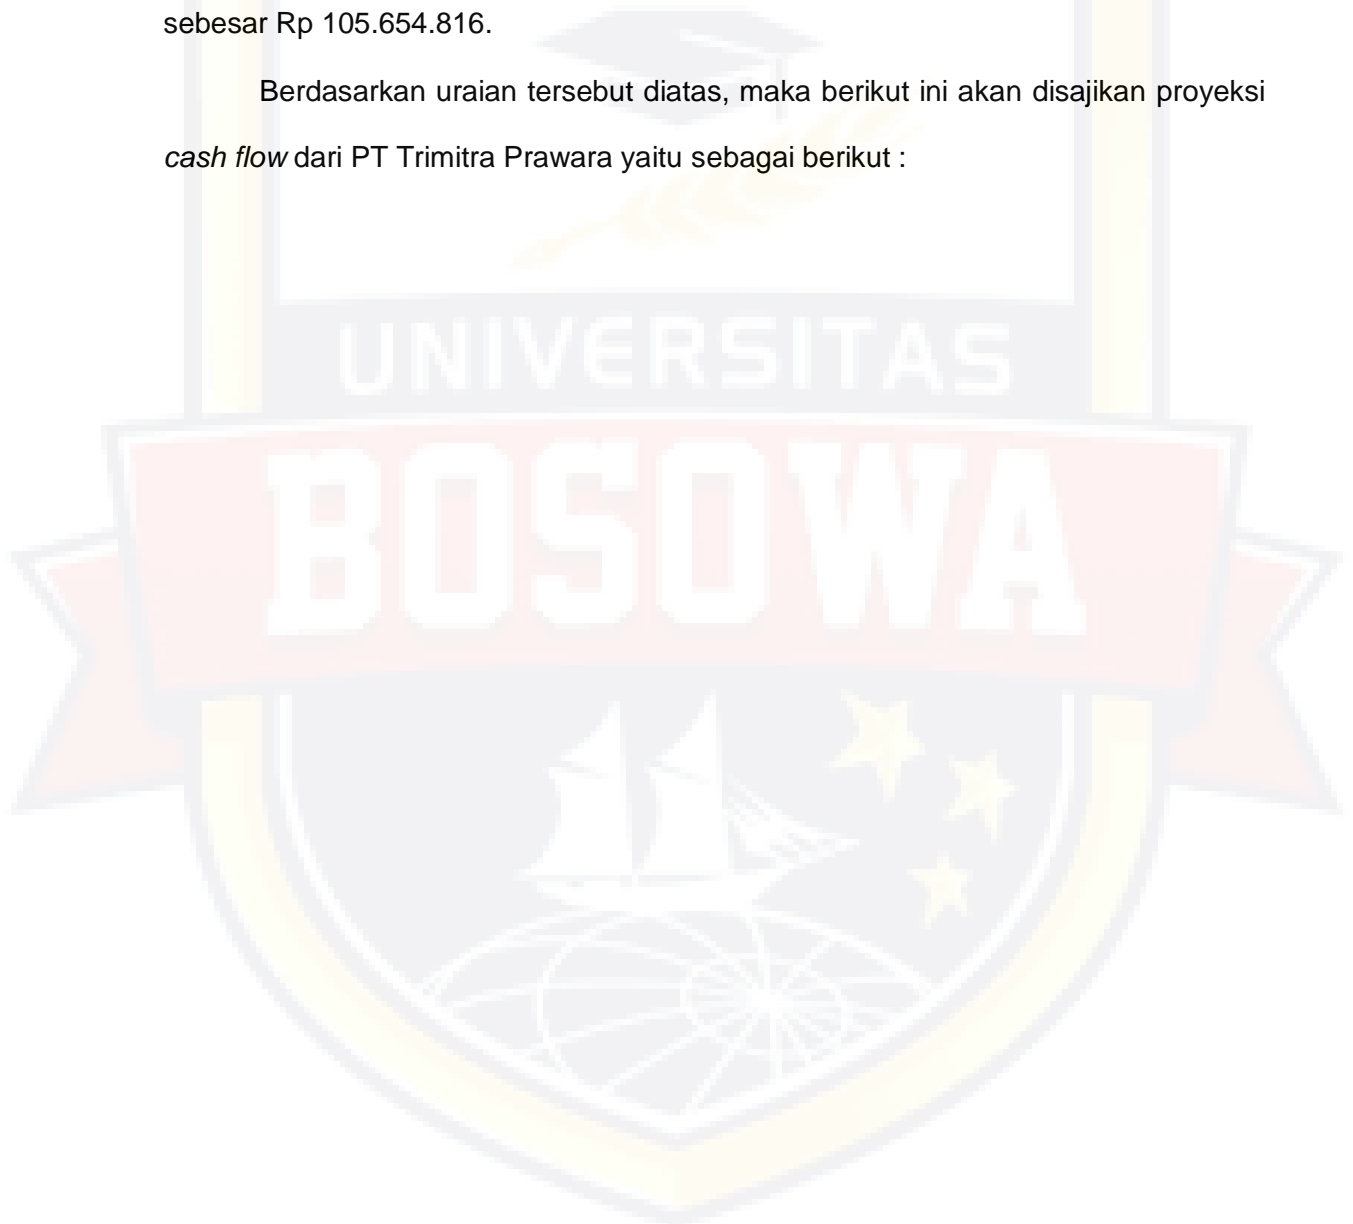 sebesar Rp 105.654.816.
Berdasarkan uraian tersebut diatas, maka berikut ini akan disajikan proyeksi
cash flow dari PT Trimitra Prawara yaitu sebagai berikut :
UNIVERSITAS
BOSOWA